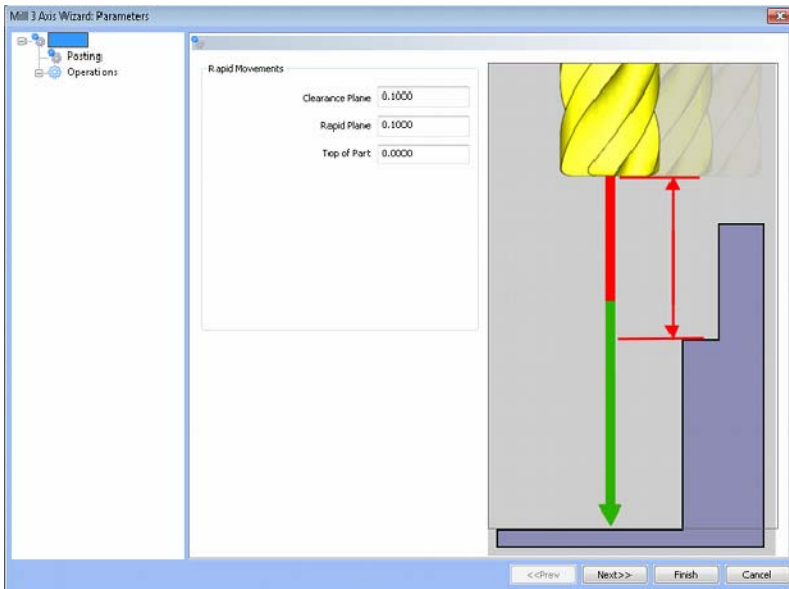 Mill 3 Axis Wizard: Parameters
Posting
Operations
Rapid Movements
Clearance Plane 0.1000
Rapid Plane 0.1000
Top of Part 0.0000
<<Prev Next>> Finish Cancel